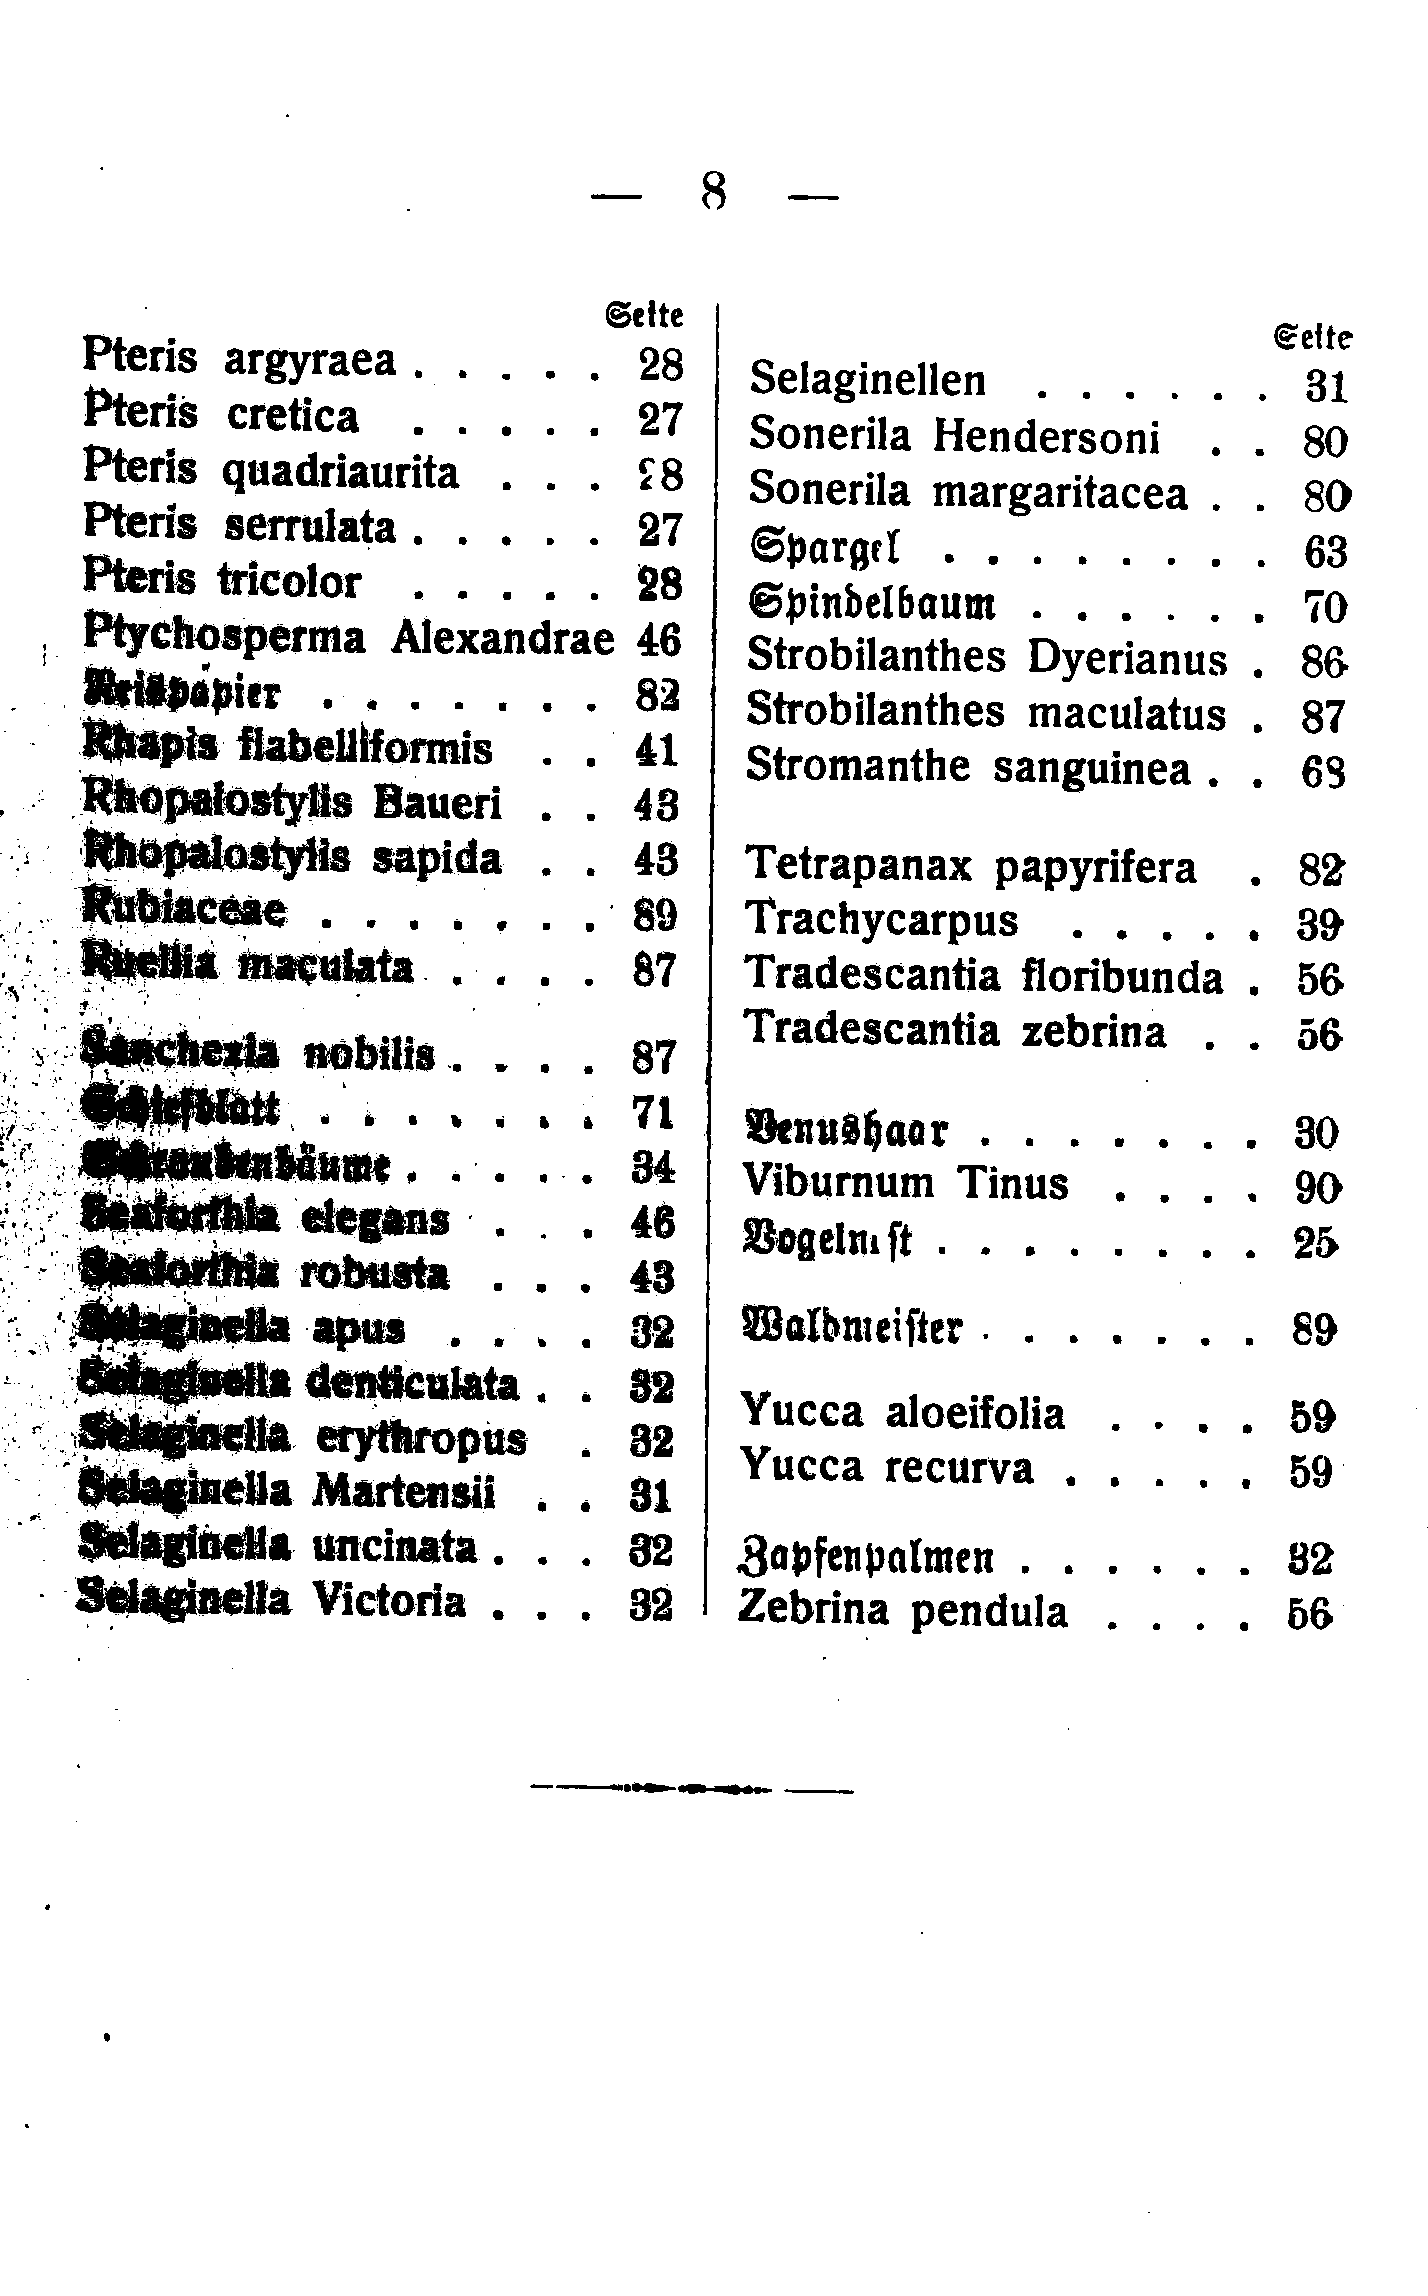 — 8 —
Seite
Pteris argyraea . . . . . 28
Pteris cretica . . . . . 27
Pteris quadriaurita . . . 28
Pteris serrulata . . . . . 27
Pteris tricolor . . . . . 28
Ptychosperma Alexandrae 46
Reispapier . . . . . . . 82
Rhapis flabelliformis . . 41
Rhopalostylis Baueri . . 43
Rhopalostylis sapida . . 43
Rubiaceae . . . . . . . 89
Ruellia maculata . . . . 87
Sanchezia nobilis . . . . 87
Schiefblatt . . . . . . . 71
Schraubenbäume . . . . . 34
Seaforthia elegans . . . 46
Seaforthia robusta . . . 43
Selaginella apus . . . . 32
Selaginella denticulata . . 32
Selaginella erythropus . 32
Selaginella Martensii . . 31
Selaginella uncinata . . . 32
Selaginella Victoria . . . 32
Seite
Selaginellen . . . . . . 31
Sonerila Hendersoni . . 80
Sonerila margaritacea . . 80
Spargel . . . . . . . . 63
Spindelbaum . . . . . . 70
Strobilanthes Dyerianus . 86
Strobilanthes maculatus . 87
Stromanthe sanguinea . . 68
Tetrapanax papyrifera . 82
Trachycarpus . . . . . 39
Tradescantia floribunda . 56
Tradescantia zebrina . . 56
Venushaar . . . . . . . 30
Viburnum Tinus . . . . 90
Vogelnest . . . . . . . . 25
Waldmeister . . . . . . . 89
Yucca aloeifolia . . . . 59
Yucca recurva . . . . . 59
Zapfenpalmen . . . . . . 32
Zebrina pendula . . . . 56